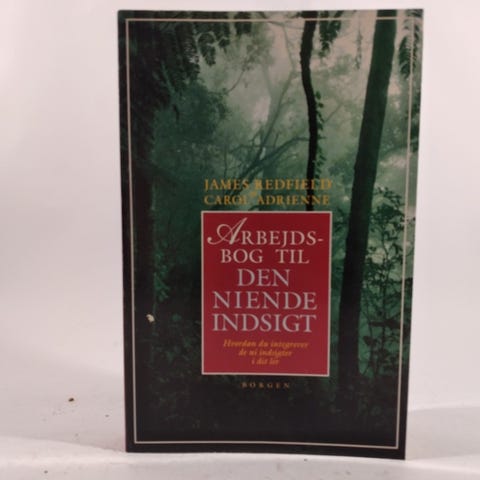 JAMES REDFIELD
CAROL ADRIENNE
ARBEJDS-
BOG TIL
DEN
NIENDE
INDSIGT
Hvordan du integrerer
de ni indsigter
i dit liv
BORGEN